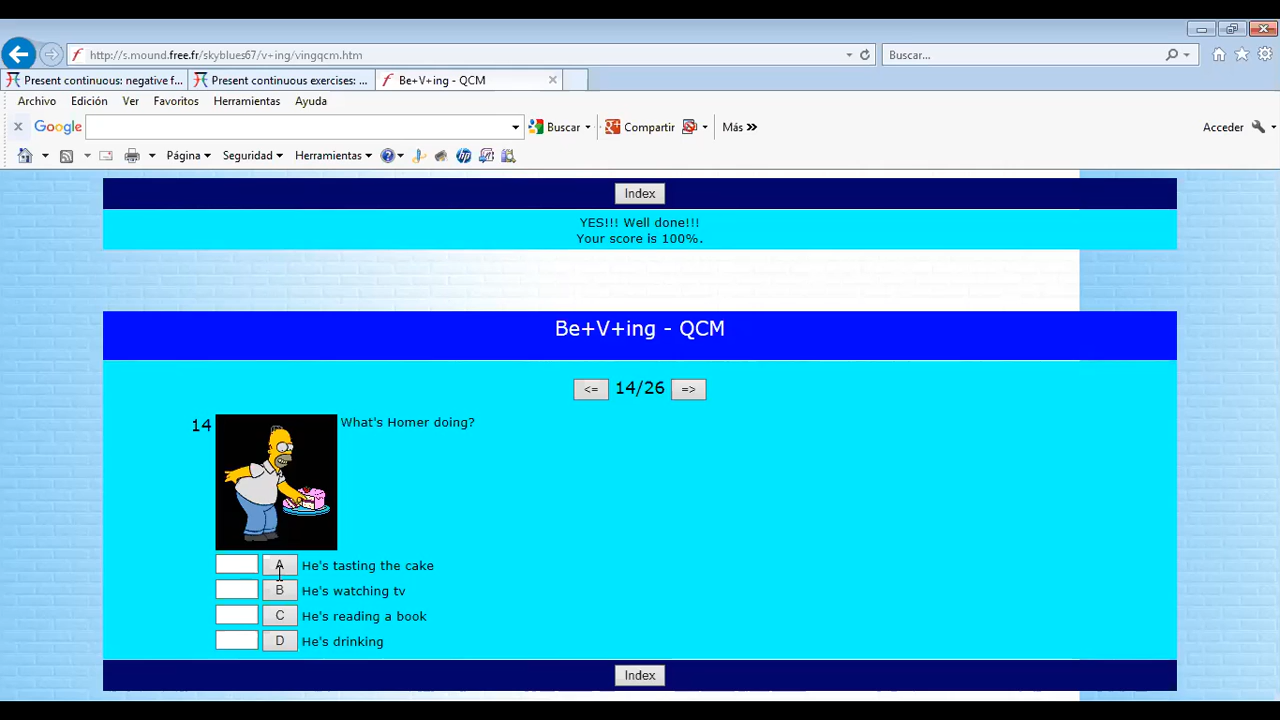 http://s.mound.free.fr/skyblues67/v+ing/vingqcm.htm
Buscar...
Present continuous: negative f...
Present continuous exercises: ...
Be+V+ing - QCM
Archivo Edición Ver Favoritos Herramientas Ayuda
Google
Buscar
Compartir
Más »
Acceder
Página Seguridad Herramientas
Index
YES!!! Well done!!!
Your score is 100%.
Be+V+ing - QCM
<= 14/26 =>
14 What's Homer doing?
A He's tasting the cake
B He's watching tv
C He's reading a book
D He's drinking
Index